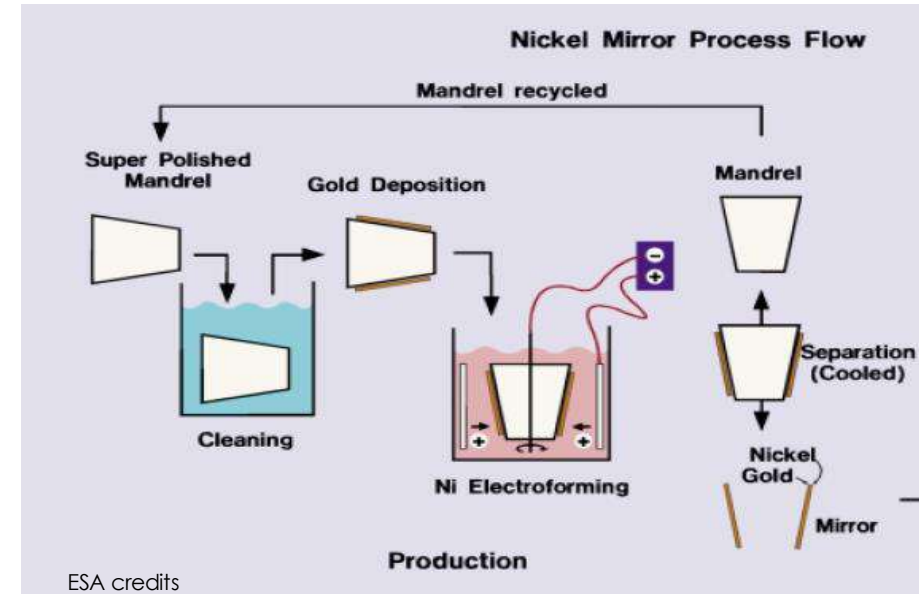 Nickel Mirror Process Flow
Mandrel recycled
Super Polished
Mandrel
Gold Deposition
Mandrel
−
+
Separation
(Cooled)
Cleaning
+
+
Ni Electroforming
Nickel
Gold
Mirror
Production
ESA credits